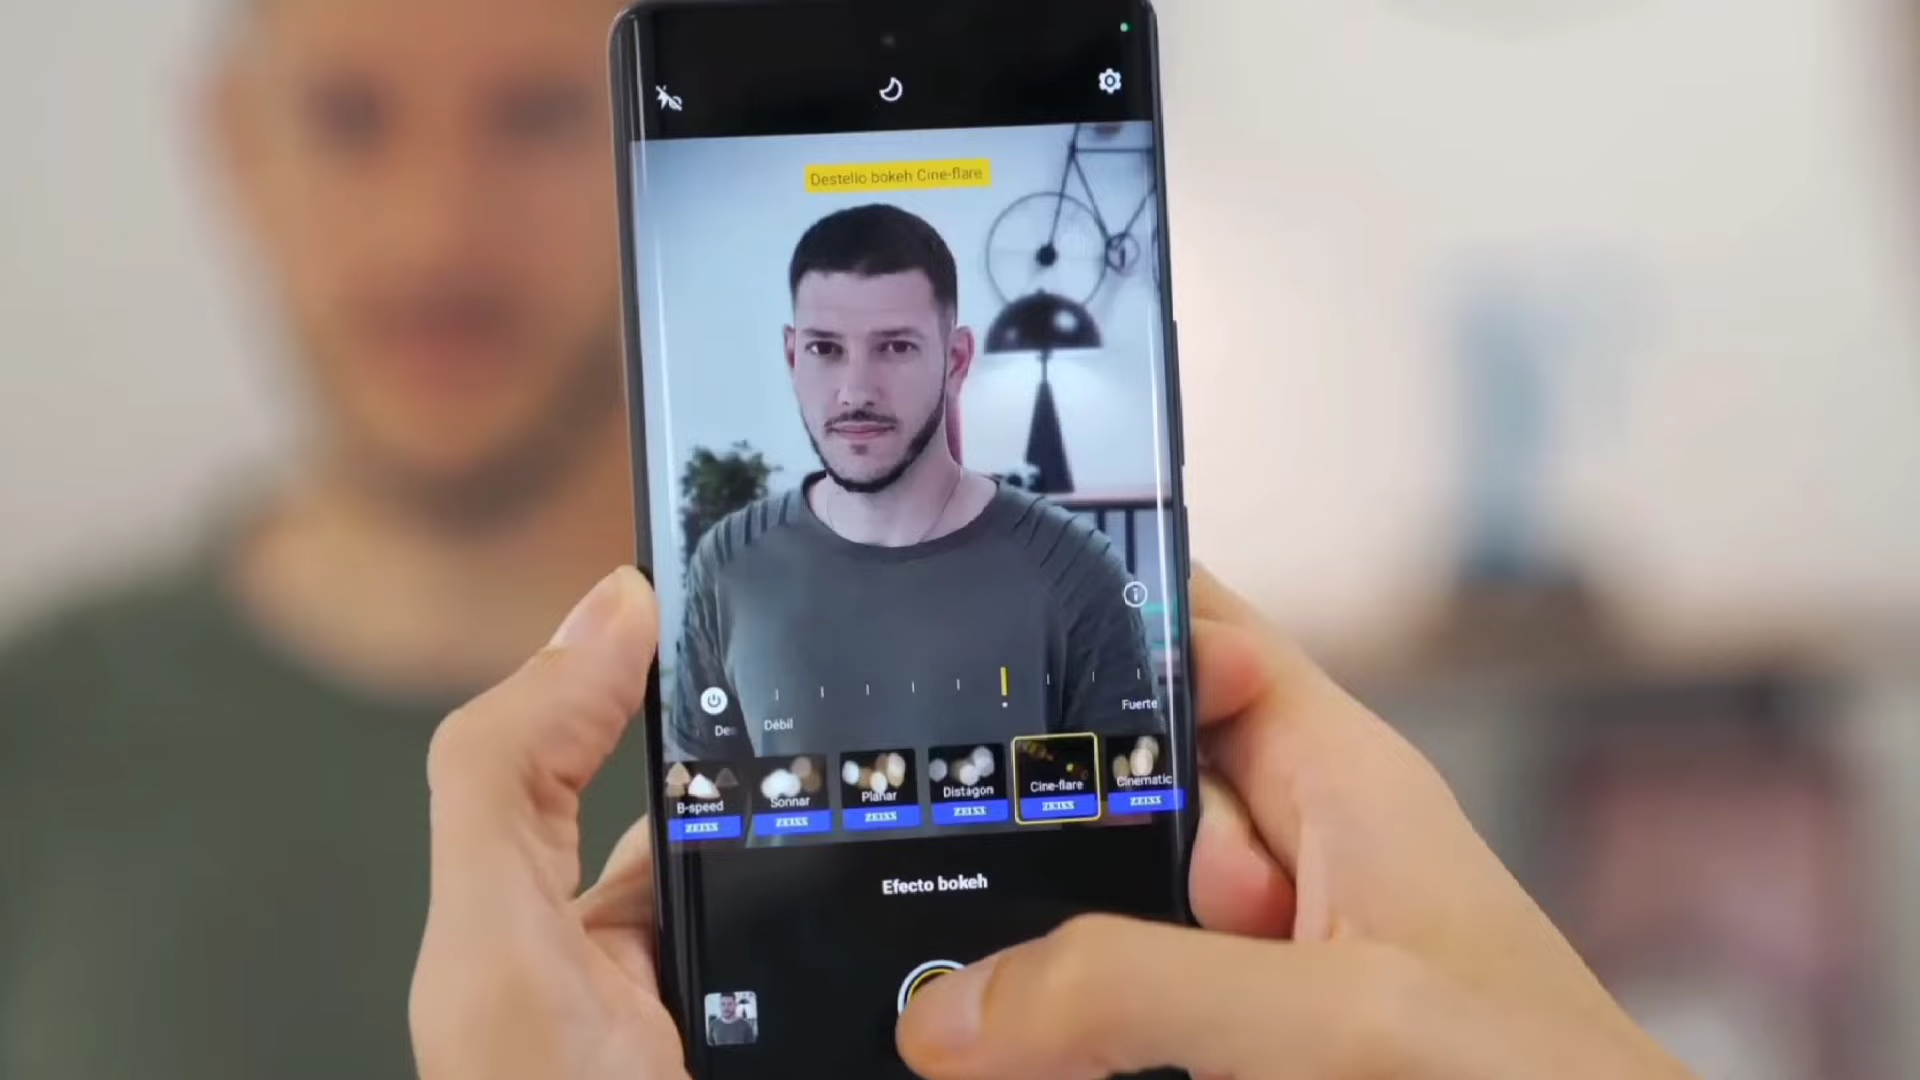 Destello bokeh Cine-flare
Débil
Fuerte
B-speed
Sonnar
Planar
Distagon
Cine-flare
Cinematic
ZEISS
ZEISS
ZEISS
ZEISS
ZEISS
ZEISS
Efecto bokeh